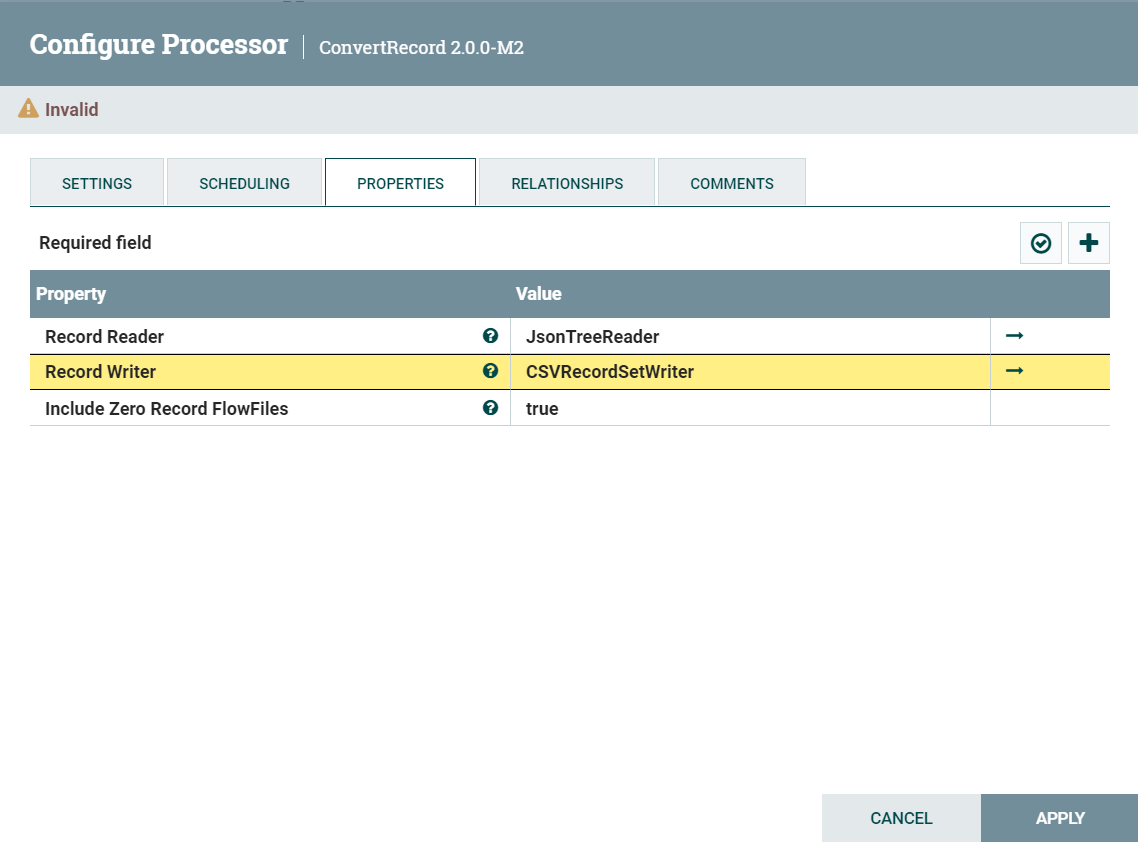 Configure Processor | ConvertRecord 2.0.0-M2
Invalid
SETTINGS SCHEDULING PROPERTIES RELATIONSHIPS COMMENTS
Required field
Property Value
Record Reader JsonTreeReader
Record Writer CSVRecordSetWriter
Include Zero Record FlowFiles true
CANCEL APPLY